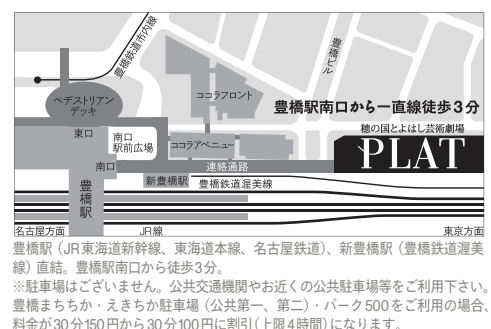 豊橋鉄道市内線
豊橋ビル
ペデストリアン
デッキ
ココラフロント
豊橋駅南口から一直線徒歩3分
穂の国とよはし芸術劇場
PLAT
東口
南口
駅前広場
ココラアベニュー
南口
連絡通路
新豊橋駅
豊橋鉄道渥美線
豊橋駅
名古屋方面
JR線
東京方面
豊橋駅（JR東海道新幹線、東海道本線、名古屋鉄道）、新豊橋駅（豊橋鉄道渥美
線）直結。豊橋駅南口から徒歩3分。
※駐車場はございません。公共交通機関やお近くの公共駐車場等をご利用下さい。
豊橋まちちか・えきちか駐車場（公共第一、第二）・パーク500をご利用の場合、
料金が30分150円から30分100円に割引（上限4時間）になります。